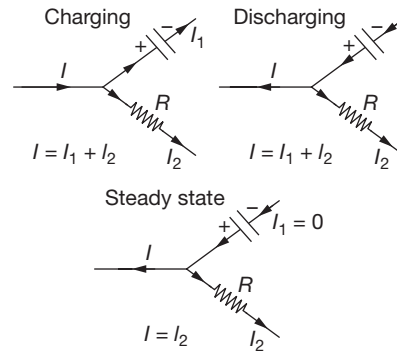 Charging
+ −
I₁
I
R
I = I₁ + I₂
I₂
Discharging
+ −
I
R
I = I₁ + I₂
I₂
Steady state
+ −
I₁ = 0
I
R
I = I₂
I₂